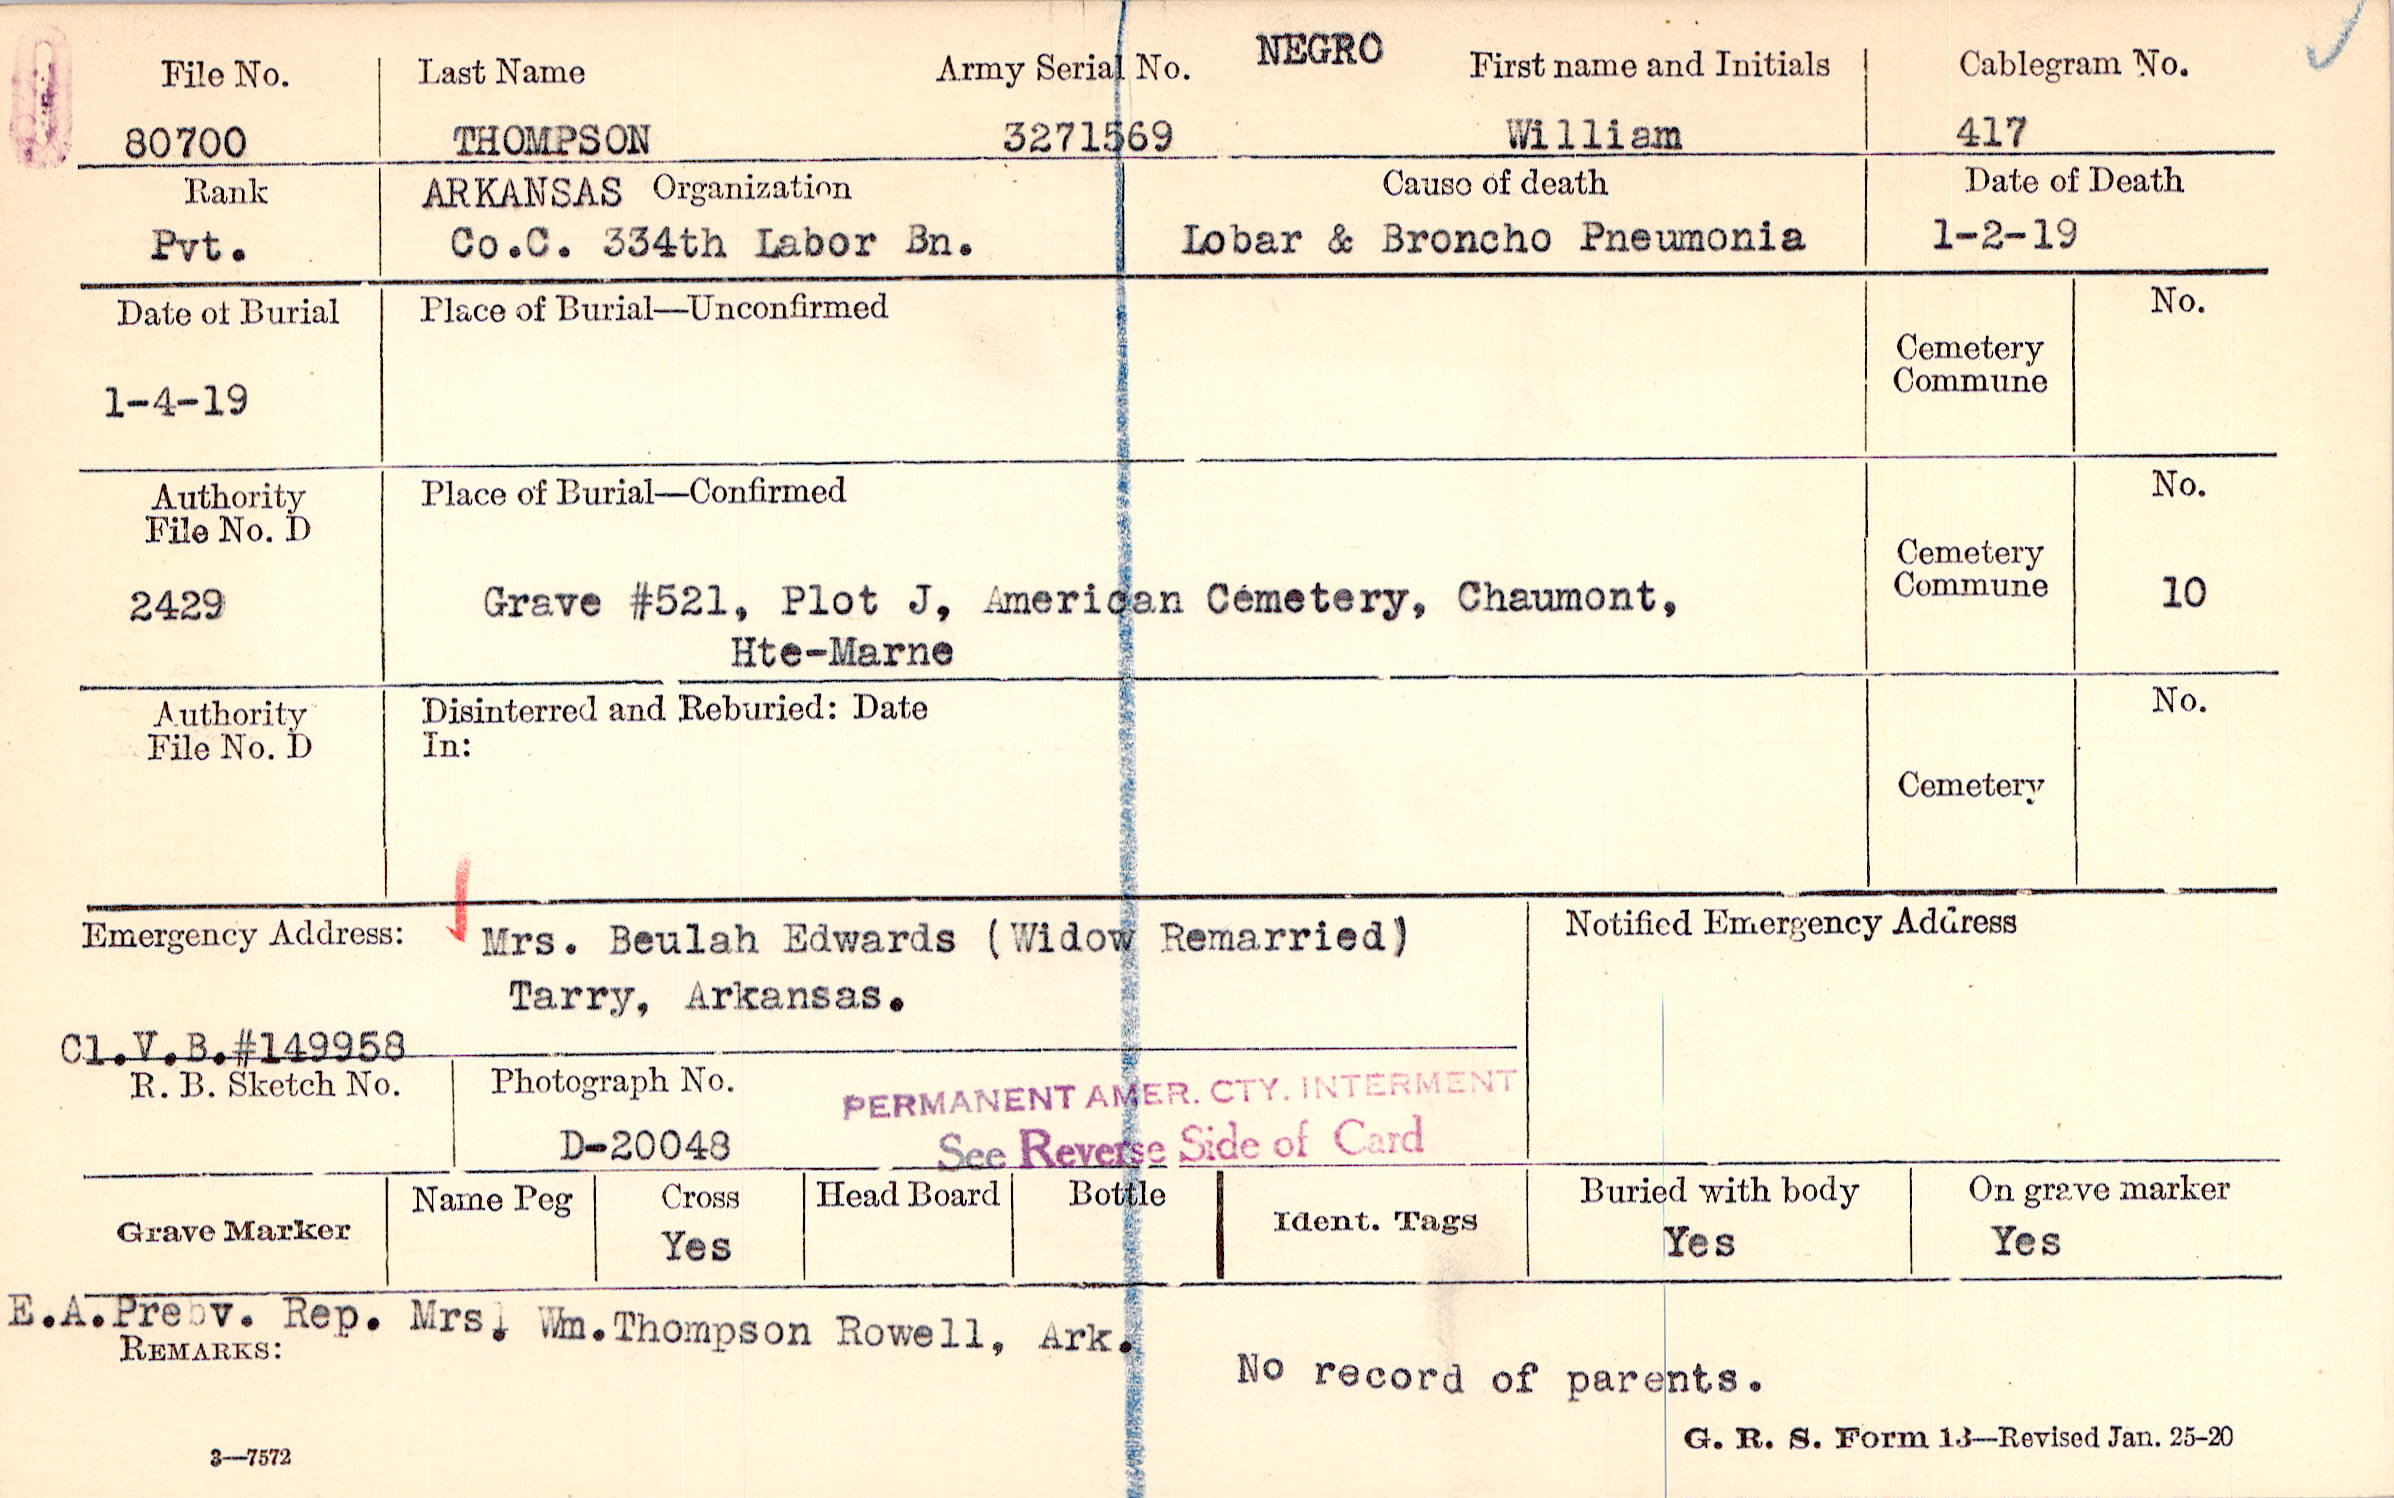 NEGRO
File No. Last Name Army Serial No. First name and Initials Cablegram No.
80700 THOMPSON 3271569 William 417
Rank ARKANSAS Organization Cause of death Date of Death
Pvt. Co.C. 334th Labor Bn. Lobar & Broncho Pneumonia 1-2-19
Date of Burial Place of Burial—Unconfirmed No.
Cemetery
Commune
1-4-19
Authority Place of Burial—Confirmed No.
File No. D
Cemetery
Commune
2429 Grave #521, Plot J, American Cemetery, Chaumont, 10
Hte-Marne
Authority Disinterred and Reburied: Date No.
File No. D In:
Cemetery
Emergency Address: Mrs. Beulah Edwards (Widow Remarried) Notified Emergency Address
Tarry, Arkansas.
Cl.V.B.#149958
R. B. Sketch No. Photograph No. PERMANENT AMER. CTY. INTERMENT
D-20048 See Reverse Side of Card
Grave Marker Name Peg Cross Head Board Bottle Ident. Tags Buried with body On grave marker
Yes Yes Yes
E.A.Prebv. Rep. Mrs. Wm.Thompson Rowell, Ark.
REMARKS:
No record of parents.
G. R. S. Form 13—Revised Jan. 25-20
3—7572